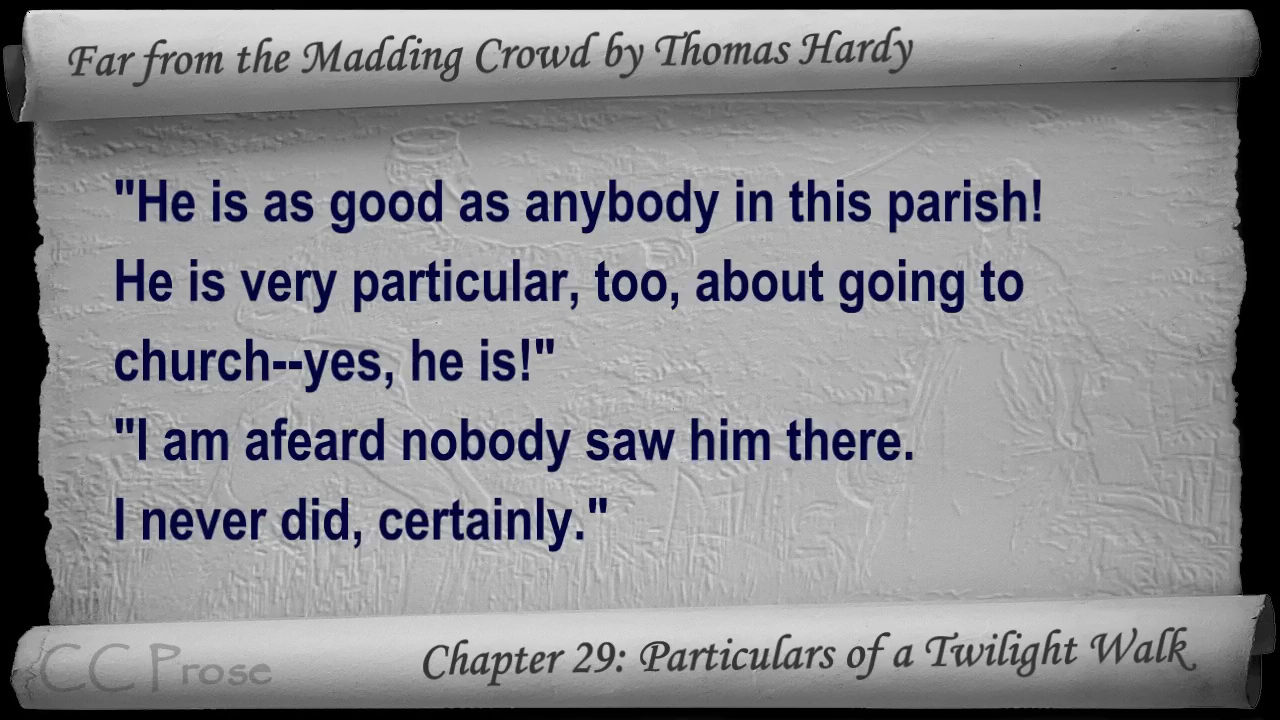 Far from the Madding Crowd by Thomas Hardy
"He is as good as anybody in this parish!
He is very particular, too, about going to
church--yes, he is!"
"I am afeard nobody saw him there.
I never did, certainly."
CC Prose
Chapter 29: Particulars of a Twilight Walk